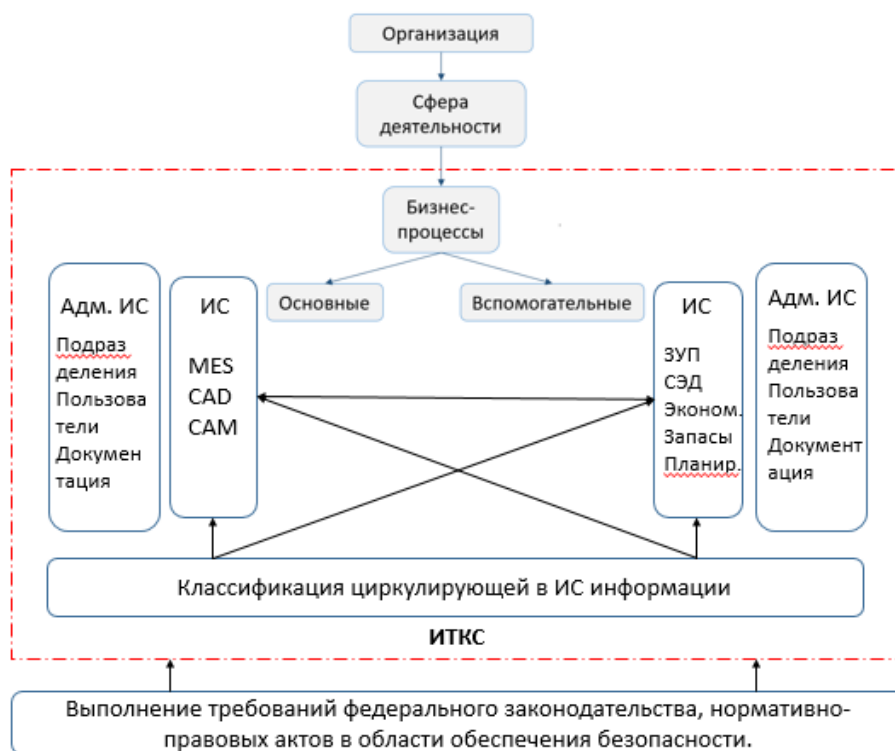 Организация
Сфера
деятельности
Бизнес-
процессы
Основные
Вспомогательные
Адм. ИС
Подраз
деления
Пользова
тели
Докумен
тация
ИС
MES
CAD
CAM
ИС
ЗУП
СЭД
Эконом.
Запасы
Планир.
Адм. ИС
Подраз
деления
Пользова
тели
Документ
ация
Классификация циркулирующей в ИС информации
ИТКС
Выполнение требований федерального законодательства, нормативно-
правовых актов в области обеспечения безопасности.